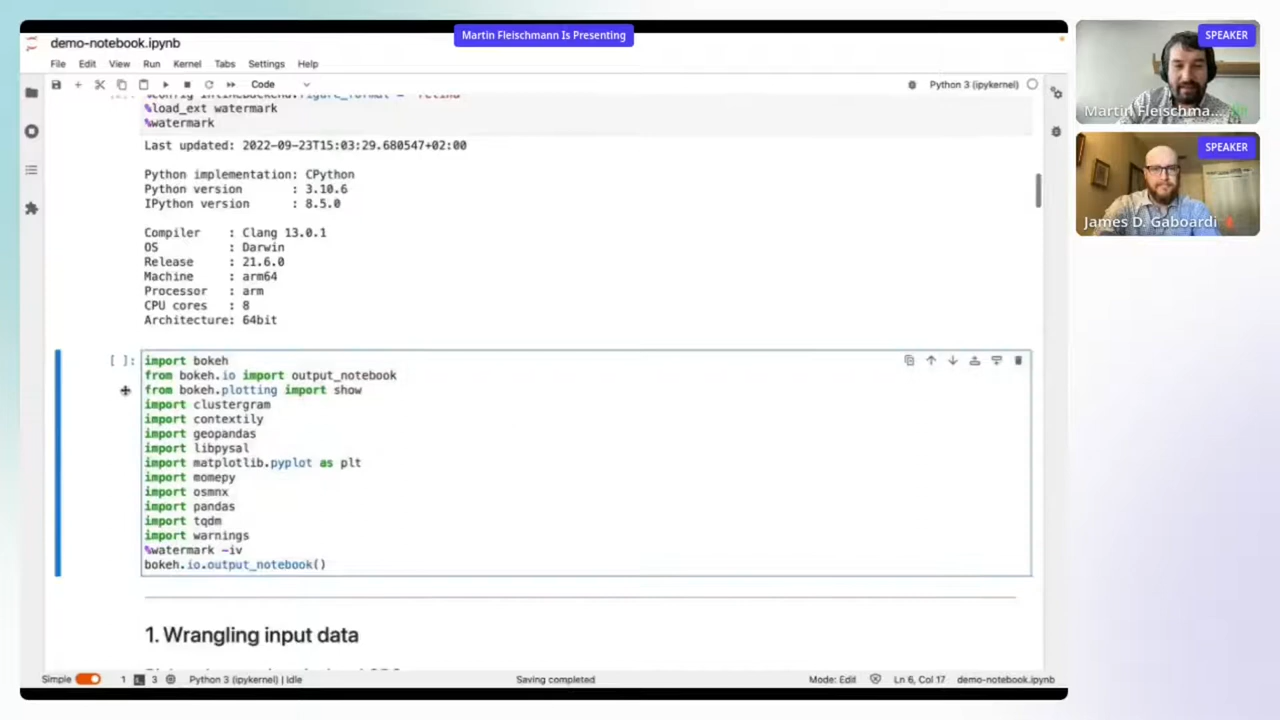 demo-notebook.ipynb
Martin Fleischmann Is Presenting
File Edit View Run Kernel Tabs Settings Help
Code
Python 3 (ipykernel)
%load_ext watermark
%watermark
Last updated: 2022-09-23T15:03:29.680547+02:00
Python implementation: CPython
Python version : 3.10.6
IPython version : 8.5.0
Compiler : Clang 13.0.1
OS : Darwin
Release : 21.6.0
Machine : arm64
Processor : arm
CPU cores : 8
Architecture: 64bit
[ ]: import bokeh
from bokeh.io import output_notebook
from bokeh.plotting import show
import clustergram
import contextily
import geopandas
import libpysal
import matplotlib.pyplot as plt
import momepy
import osmnx
import pandas
import tqdm
import warnings
%watermark -iv
bokeh.io.output_notebook()
1. Wrangling input data
Simple 1 3 Python 3 (ipykernel) | Idle Saving completed Mode: Edit Ln 6, Col 17 demo-notebook.ipynb
SPEAKER
Martin Fleischma...
SPEAKER
James D. Gaboardi